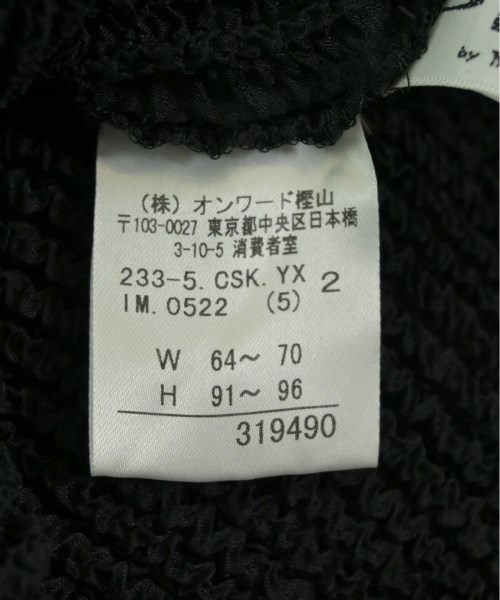 by
(株) オンワード樫山
〒103-0027 東京都中央区日本橋
3-10-5 消費者室
233-5. CSK. YX 2
IM. 0522 (5)
W 64～ 70
H 91～ 96
319490